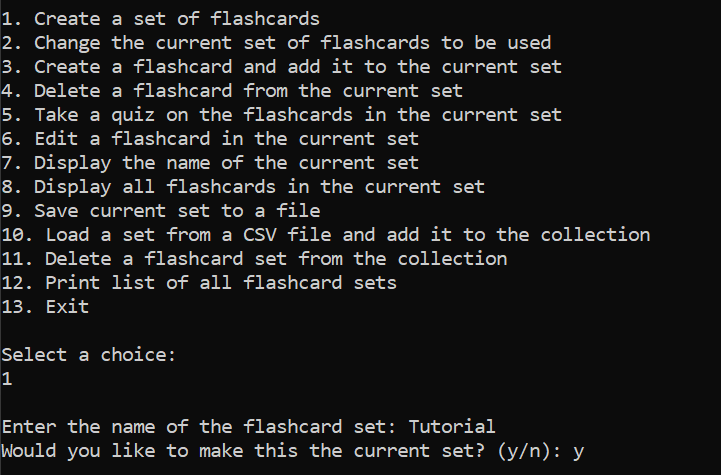 1. Create a set of flashcards
2. Change the current set of flashcards to be used
3. Create a flashcard and add it to the current set
4. Delete a flashcard from the current set
5. Take a quiz on the flashcards in the current set
6. Edit a flashcard in the current set
7. Display the name of the current set
8. Display all flashcards in the current set
9. Save current set to a file
10. Load a set from a CSV file and add it to the collection
11. Delete a flashcard set from the collection
12. Print list of all flashcard sets
13. Exit
Select a choice:
1
Enter the name of the flashcard set: Tutorial
Would you like to make this the current set? (y/n): y